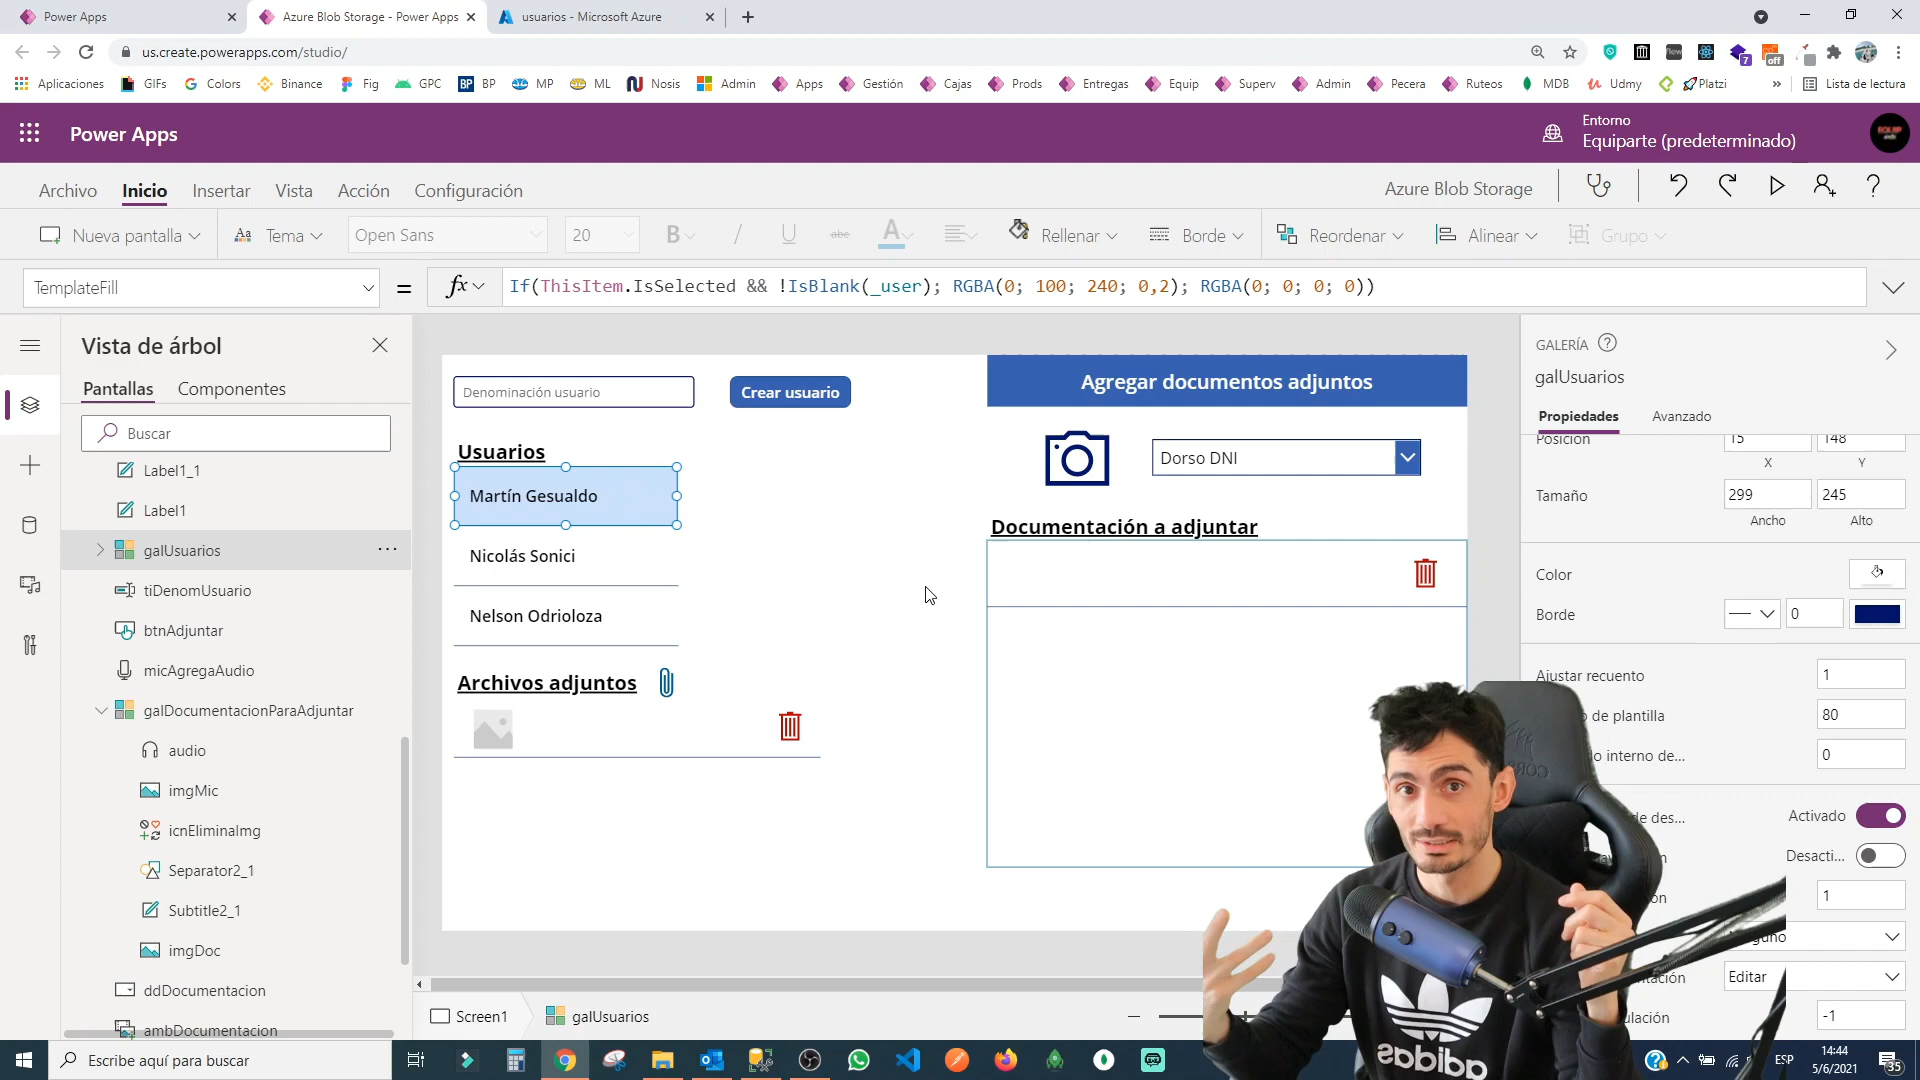 Power Apps
Azure Blob Storage - Power Apps
usuarios - Microsoft Azure
us.create.powerapps.com/studio/
Aplicaciones GIFs Colors Binance Fig GPC BP MP ML Nosis Admin Apps Gestión Cajas Prods Entregas Equip Superv Admin Pecera Ruteos MDB Udmy Platzi » Lista de lectura
Power Apps
Entorno
Equiparte (predeterminado)
Archivo Inicio Insertar Vista Acción Configuración
Azure Blob Storage
Nueva pantalla Tema Open Sans 20 B Rellenar Borde Reordenar Alinear Grupo
TemplateFill = fx If(ThisItem.IsSelected && !IsBlank(_user); RGBA(0; 100; 240; 0,2); RGBA(0; 0; 0; 0))
Vista de árbol
Pantallas Componentes
Buscar
Label1_1
Label1
galUsuarios
tiDenomUsuario
btnAdjuntar
micAgregaAudio
galDocumentacionParaAdjuntar
audio
imgMic
icnEliminaImg
Separator2_1
Subtitle2_1
imgDoc
ddDocumentacion
ambDocumentacion
Denominación usuario
Crear usuario
Usuarios
Martín Gesualdo
Nicolás Sonici
Nelson Odrioloza
Archivos adjuntos
Agregar documentos adjuntos
Dorso DNI
Documentación a adjuntar
Screen1 galUsuarios
GALERÍA
galUsuarios
Propiedades Avanzado
Posición 15 148
X Y
Tamaño 299 245
Ancho Alto
Color
Borde 0
Ajustar recuento 1
de plantilla 80
do interno de... 0
de des... Activado
Desacti...
1
Editar
-1
adidas
Escribe aquí para buscar
ESP
14:44
5/6/2021
35